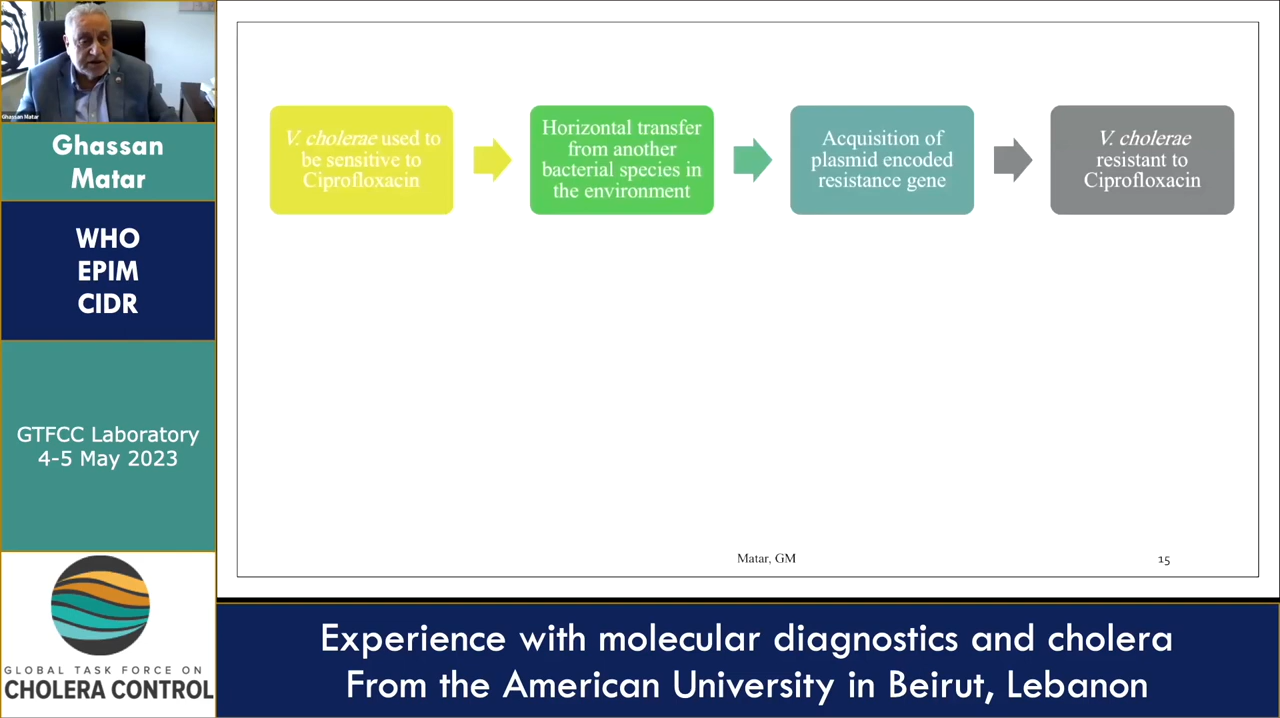 Ghassan Matar
Ghassan
Matar
WHO
EPIM
CIDR
GTFCC Laboratory
4-5 May 2023
GLOBAL TASK FORCE ON
CHOLERA CONTROL
V. cholerae used to
be sensitive to
Ciprofloxacin
Horizontal transfer
from another
bacterial species in
the environment
Acquisition of
plasmid encoded
resistance gene
V. cholerae
resistant to
Ciprofloxacin
Matar, GM
15
Experience with molecular diagnostics and cholera
From the American University in Beirut, Lebanon